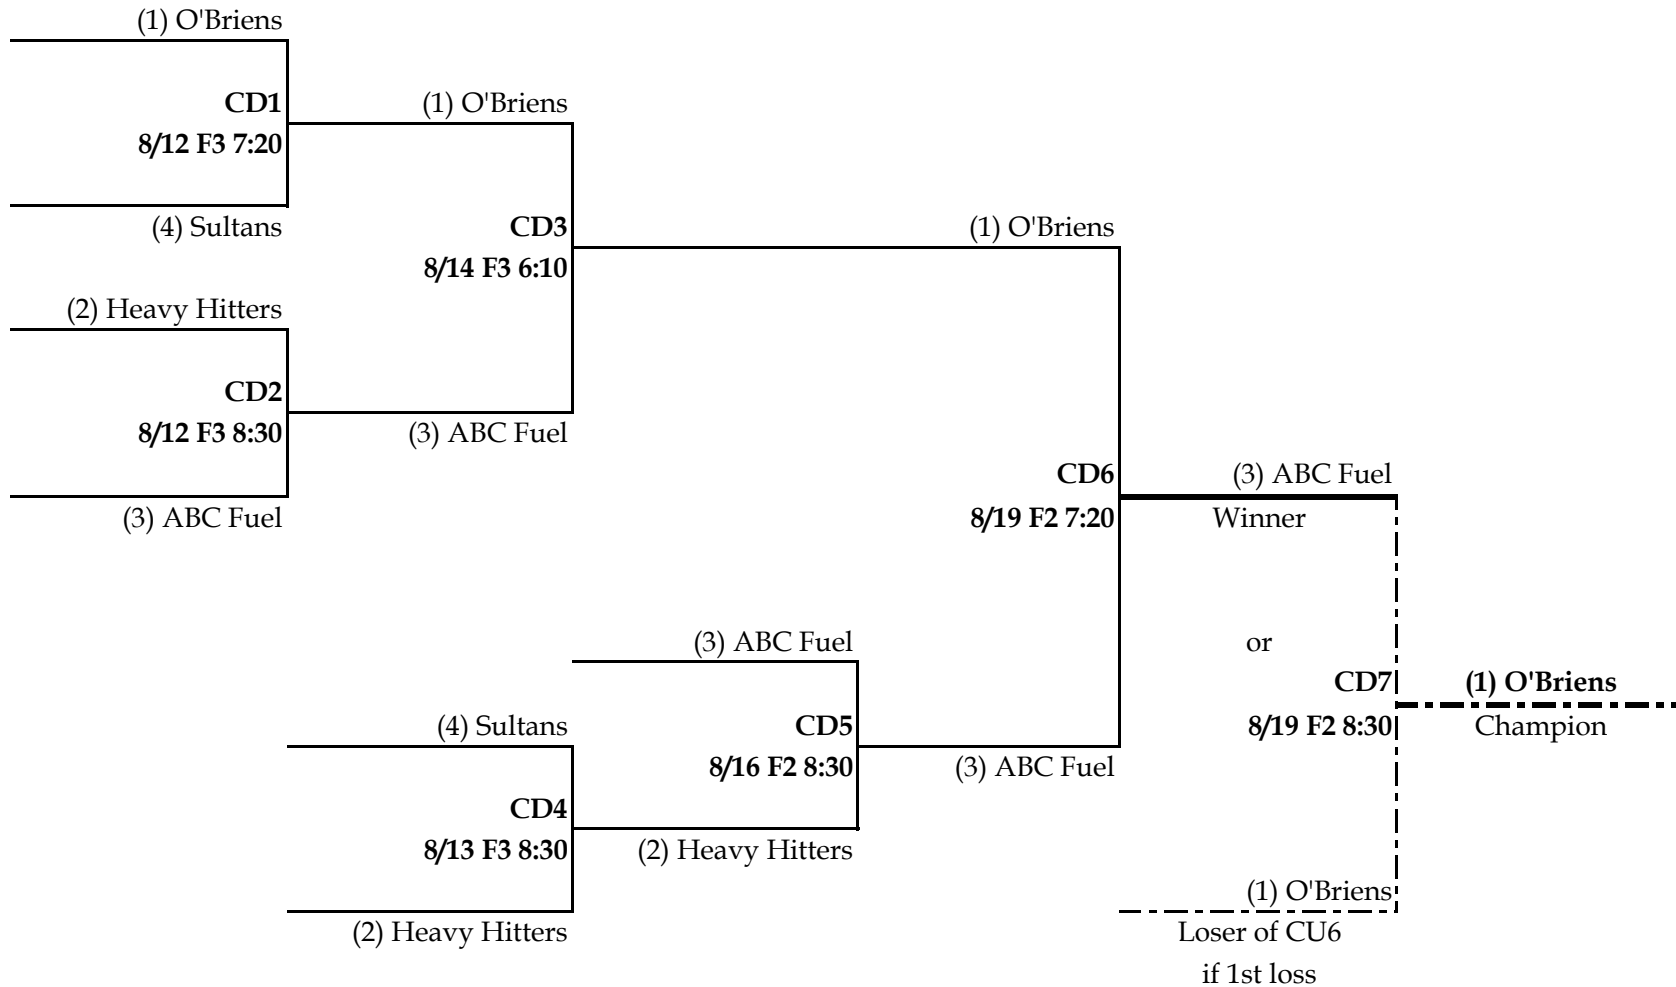 (1) O'Briens
CD1
(1) O'Briens
8/12 F3 7:20
(4) Sultans
CD3
(1) O'Briens
8/14 F3 6:10
(2) Heavy Hitters
CD2
8/12 F3 8:30
(3) ABC Fuel
CD6
(3) ABC Fuel
(3) ABC Fuel
8/19 F2 7:20
Winner
(3) ABC Fuel
or
CD7
(1) O'Briens
(4) Sultans
CD5
8/19 F2 8:30
Champion
8/16 F2 8:30
(3) ABC Fuel
CD4
8/13 F3 8:30
(2) Heavy Hitters
(1) O'Briens
(2) Heavy Hitters
Loser of CU6
if 1st loss